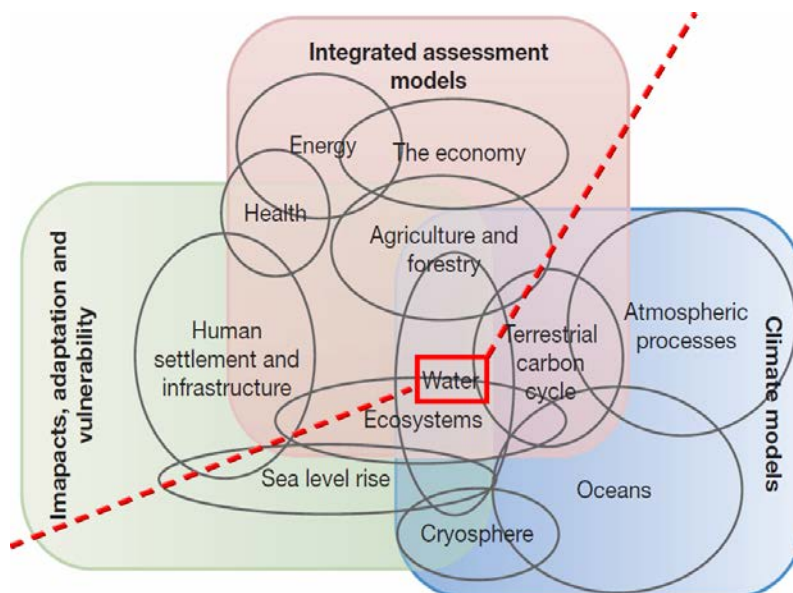 Integrated assessment
models
Energy
The economy
Health
Agriculture and
forestry
Imapacts, adaptation and
vulnerability
Human
settlement and
infrastructure
Water
Terrestrial
carbon
cycle
Atmospheric
processes
Climate models
Ecosystems
Sea level rise
Oceans
Cryosphere